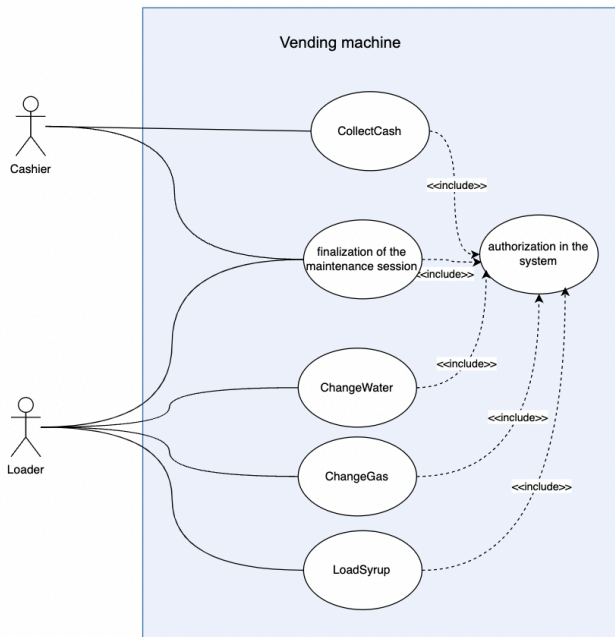 Vending machine
CollectCash
Cashier
<<include>>
finalization of the
maintenance session
authorization in the
system
<<include>>
<<include>>
ChangeWater
<<include>>
Loader
ChangeGas
<<include>>
LoadSyrup